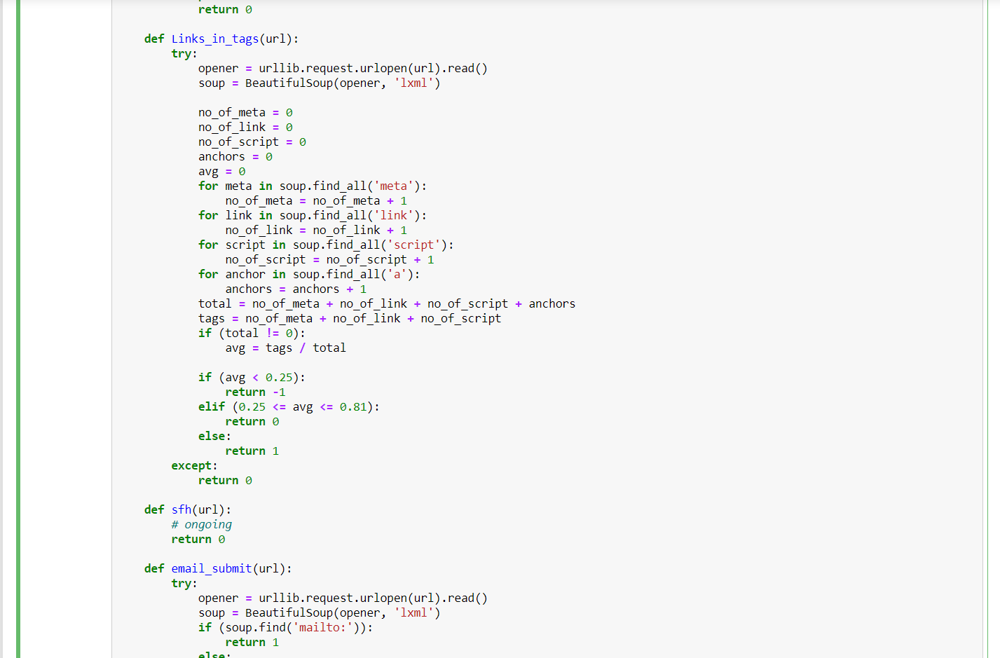 return 0
def Links_in_tags(url):
try:
opener = urllib.request.urlopen(url).read()
soup = BeautifulSoup(opener, 'lxml')
no_of_meta = 0
no_of_link = 0
no_of_script = 0
anchors = 0
avg = 0
for meta in soup.find_all('meta'):
no_of_meta = no_of_meta + 1
for link in soup.find_all('link'):
no_of_link = no_of_link + 1
for script in soup.find_all('script'):
no_of_script = no_of_script + 1
for anchor in soup.find_all('a'):
anchors = anchors + 1
total = no_of_meta + no_of_link + no_of_script + anchors
tags = no_of_meta + no_of_link + no_of_script
if (total != 0):
avg = tags / total
if (avg < 0.25):
return -1
elif (0.25 <= avg <= 0.81):
return 0
else:
return 1
except:
return 0
def sfh(url):
# ongoing
return 0
def email_submit(url):
try:
opener = urllib.request.urlopen(url).read()
soup = BeautifulSoup(opener, 'lxml')
if (soup.find('mailto:')):
return 1
else: